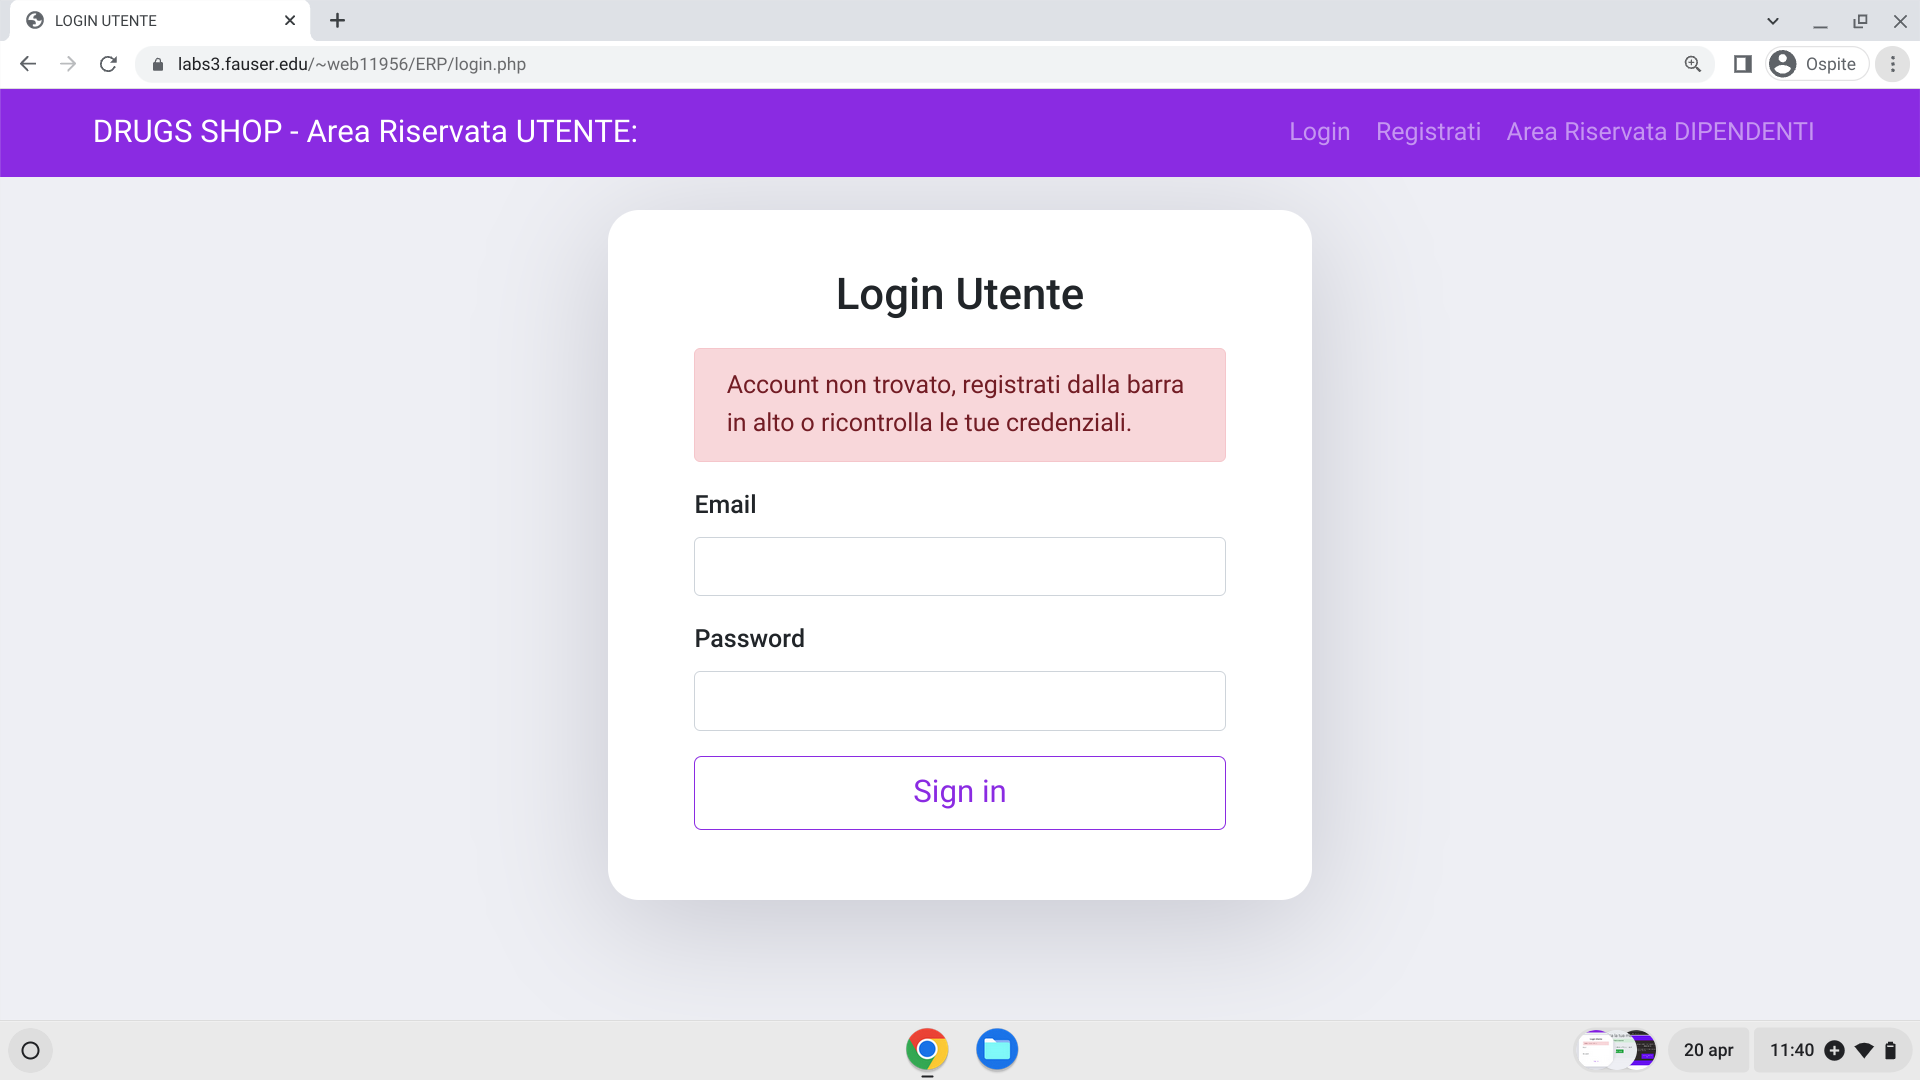 LOGIN UTENTE
labs3.fauser.edu/~web11956/ERP/login.php
Ospite
DRUGS SHOP - Area Riservata UTENTE:
Login Registrati Area Riservata DIPENDENTI
Login Utente
Account non trovato, registrati dalla barra
in alto o ricontrolla le tue credenziali.
Email
Password
Sign in
20 apr
11:40